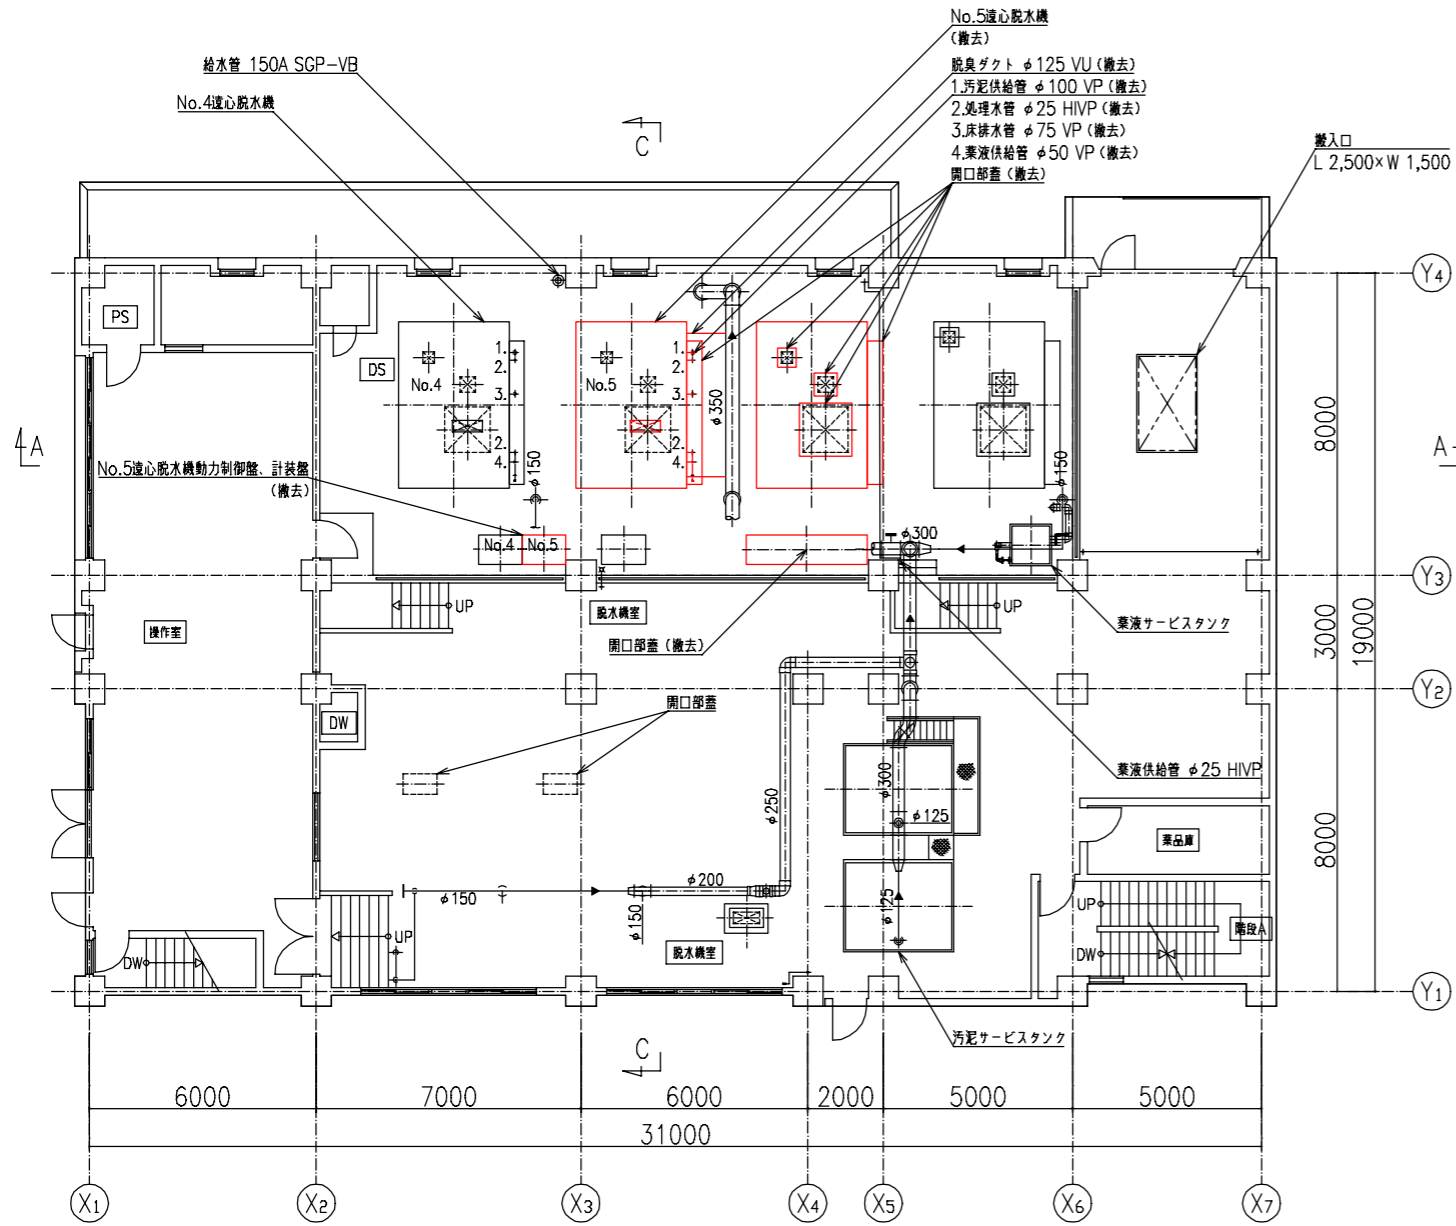 No.5遠心脱水機
(撤去)
給水管 150A SGP-VB
脱臭ダクト φ125 VU (撤去)
1.汚泥供給管 φ100 VP (撤去)
No.4遠心脱水機
2.処理水管 φ25 HIVP (撤去)
3.床排水管 φ75 VP (撤去)
4.薬液供給管 φ50 VP (撤去)
開口部蓋 (撤去)
搬入口
L 2,500×W 1,500
C
Y4
PS
DS
No.4
1.
2.
3.
2.
4.
No.5
1.
2.
3.
2.
4.
φ350
φ150
φ150
A
A
8000
No.5遠心脱水機動力制御盤、計装盤
(撤去)
No.4
No.5
φ300
Y3
UP
脱水機室
UP
薬液サービスタンク
操作室
開口部蓋 (撤去)
3000
19000
Y2
DW
開口部蓋
薬液供給管 φ25 HIVP
φ300
φ250
φ125
薬品庫
8000
φ200
φ150
φ150
φ125
UP
UP
階段A
DW
脱水機室
DW
Y1
汚泥サービスタンク
C
6000
7000
6000
2000
5000
5000
31000
X1
X2
X3
X4
X5
X6
X7